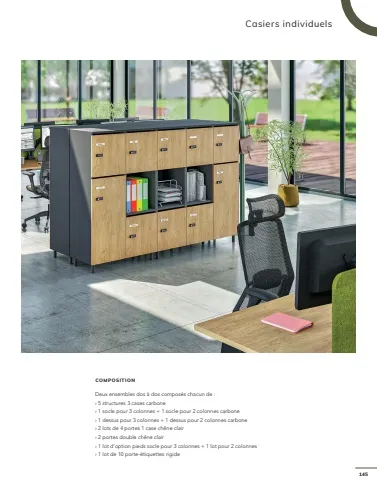 Casiers individuels
COMPOSITION
Deux ensembles dos à dos composés chacun de :
› 5 structures 3 cases carbone
› 1 socle pour 3 colonnes + 1 socle pour 2 colonnes carbone
› 1 dessus pour 3 colonnes + 1 dessus pour 2 colonnes carbone
› 2 lots de 4 portes 1 case chêne clair
› 2 portes double chêne clair
› 1 lot d'option pieds socle pour 3 colonnes + 1 lot pour 2 colonnes
› 1 lot de 10 porte-étiquettes rigide
145